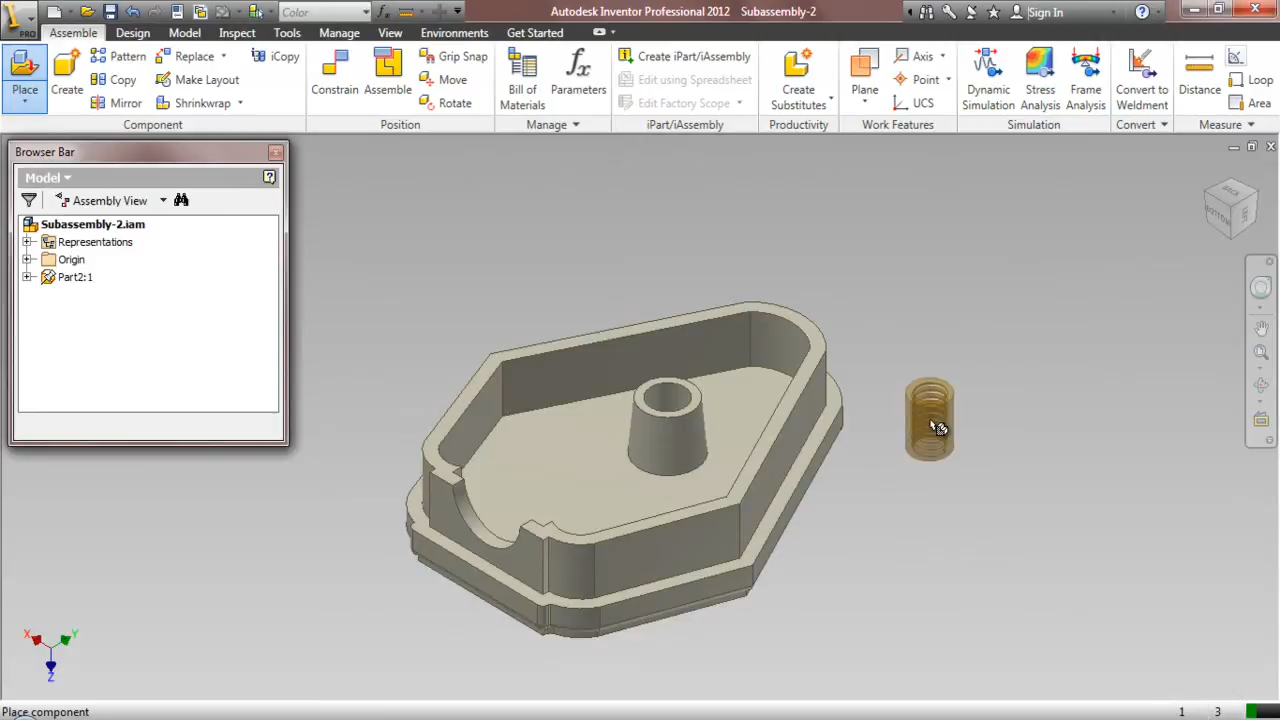 PRO
Color
Autodesk Inventor Professional 2012 Subassembly-2
Sign In
Assemble Design Model Inspect Tools Manage View Environments Get Started
Place
Create
Pattern
Copy
Mirror
Replace
Make Layout
Shrinkwrap
iCopy
Constrain
Assemble
Grip Snap
Move
Rotate
Bill of
Materials
Parameters
Create iPart/iAssembly
Edit using Spreadsheet
Edit Factory Scope
Create
Substitutes
Plane
Axis
Point
UCS
Dynamic
Simulation
Stress
Analysis
Frame
Analysis
Convert to
Weldment
Distance
Loop
Area
Component Position Manage iPart/iAssembly Productivity Work Features Simulation Convert Measure
Browser Bar
Model
Assembly View
Subassembly-2.iam
Representations
Origin
Part2:1
BACK
BOTTOM
X
Y
Z
Place component 1 3